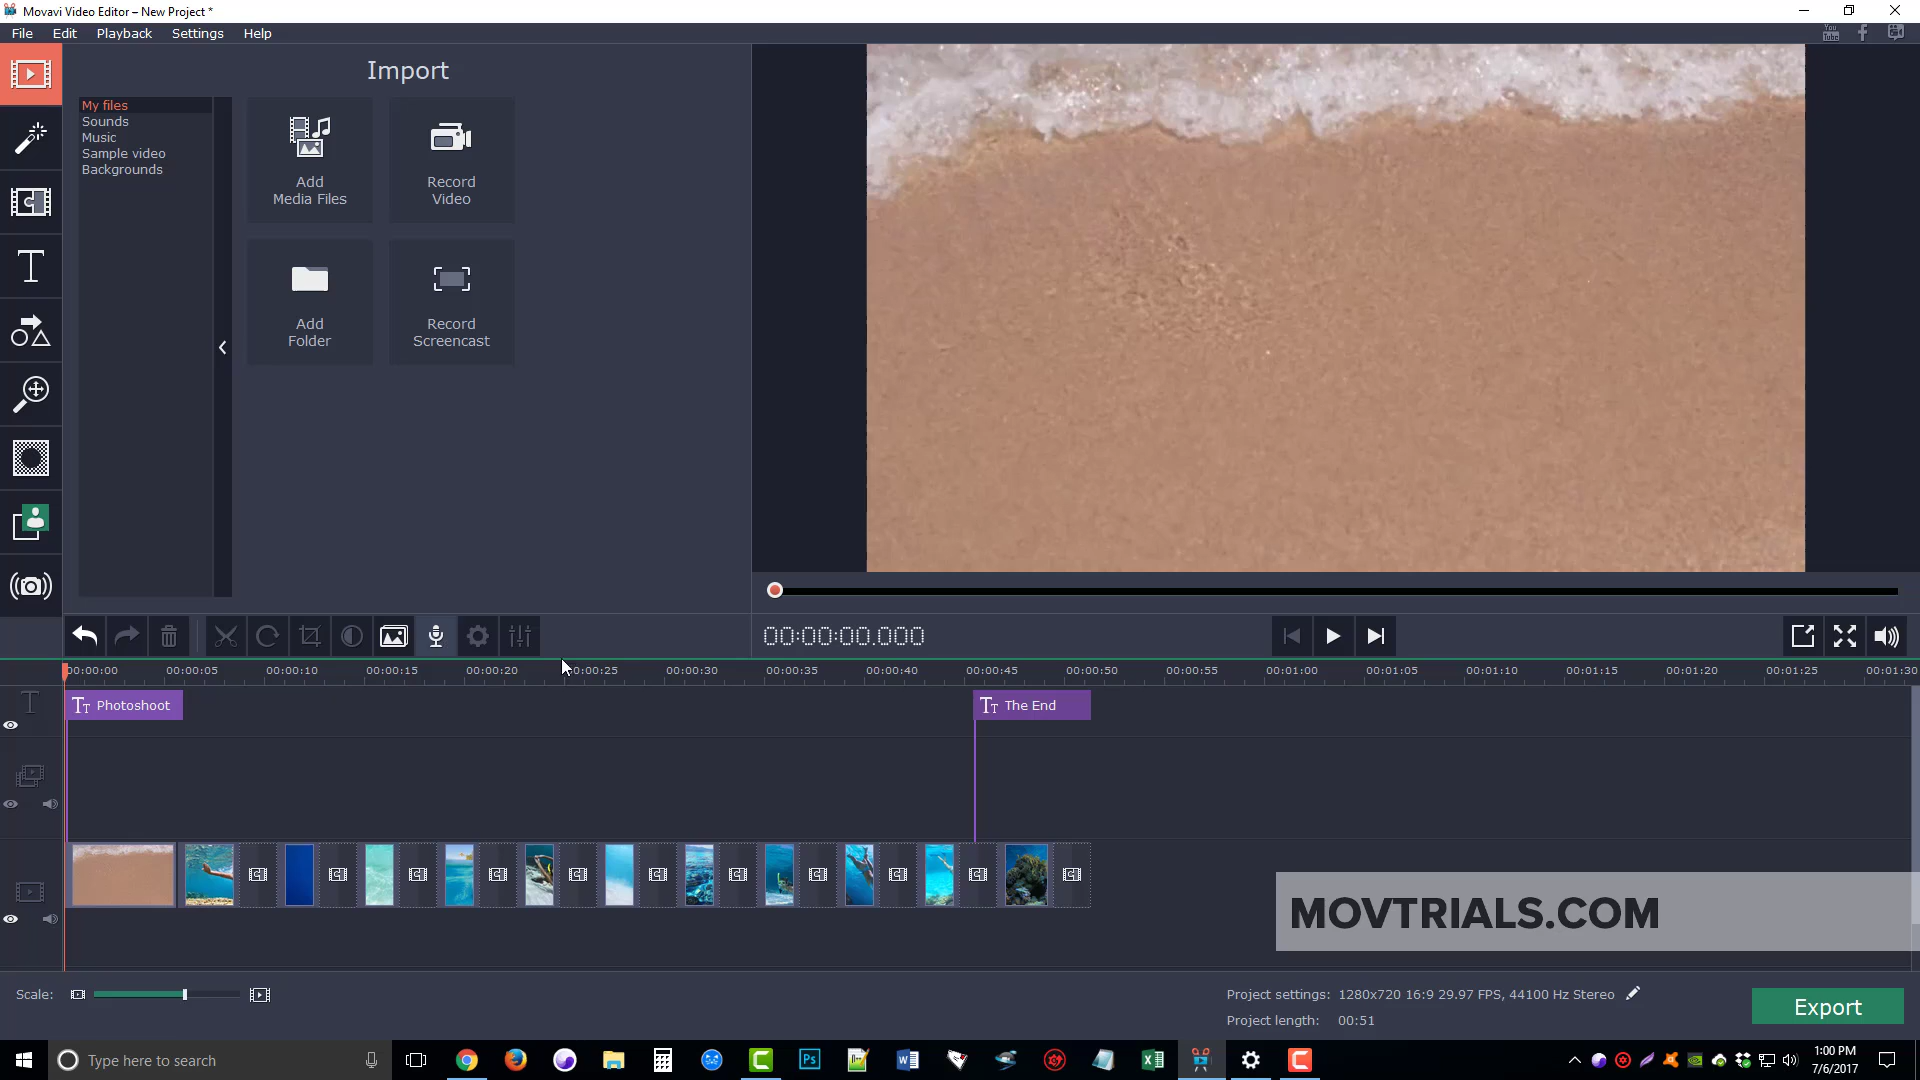 Movavi Video Editor – New Project *
File Edit Playback Settings Help
You Tube
Import
My files
Sounds
Music
Sample video
Backgrounds
Add
Media Files
Record
Video
Add
Folder
Record
Screencast
00:00:00.000
00:00:00 00:00:05 00:00:10 00:00:15 00:00:20 00:00:25 00:00:30 00:00:35 00:00:40 00:00:45 00:00:50 00:00:55 00:01:00 00:01:05 00:01:10 00:01:15 00:01:20 00:01:25 00:01:30
Photoshoot
The End
MOVTRIALS.COM
Scale:
Project settings: 1280x720 16:9 29.97 FPS, 44100 Hz Stereo
Project length: 00:51
Export
Type here to search
Ps
1:00 PM
7/6/2017